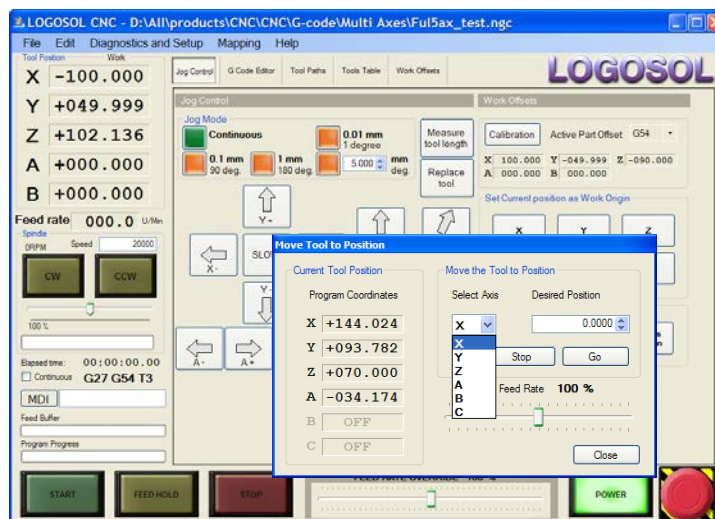 LOGOSOL CNC - D:\All\products\CNC\CNC\G-code\Multi Axes\Ful5ax_test.ngc
File Edit Diagnostics and Setup Mapping Help
Tool Position Work
X -100.000
Y +049.999
Z +102.136
A +000.000
B +000.000
Feed rate 000.0 U/Min
Spindle
0RPM Speed 20000
CW CCW
100 %
Elapsed time: 00:00:00.00
Continuous G27 G54 T3
MDI
Feed Buffer
Program Progress
Jog Control G Code Editor Tool Paths Tools Table Work Offsets
LOGOSOL
Jog Control
Jog Mode
Continuous
0.01 mm
1 degree
0.1 mm
90 deg.
1 mm
180 deg.
5.000 mm
deg.
Measure
tool length
Replace
tool
Y-
X-
SLO
Y-
A-
A+
Work Offsets
Calibration Active Part Offset G54
X 100.000 Y -049.999 Z -090.000
A 000.000 B 000.000
Set Current position as Work Origin
X Y Z
Move Tool to Position
Current Tool Position
Program Coordinates
X +144.024
Y +093.782
Z +070.000
A -034.174
B OFF
C OFF
Move the Tool to Position
Select Axis Desired Position
X 0.0000
X
Y
Z
A
B
C
Stop Go
Feed Rate 100 %
Close
START FEED HOLD STOP
FEED RATE OVERRIDE 100 %
POWER